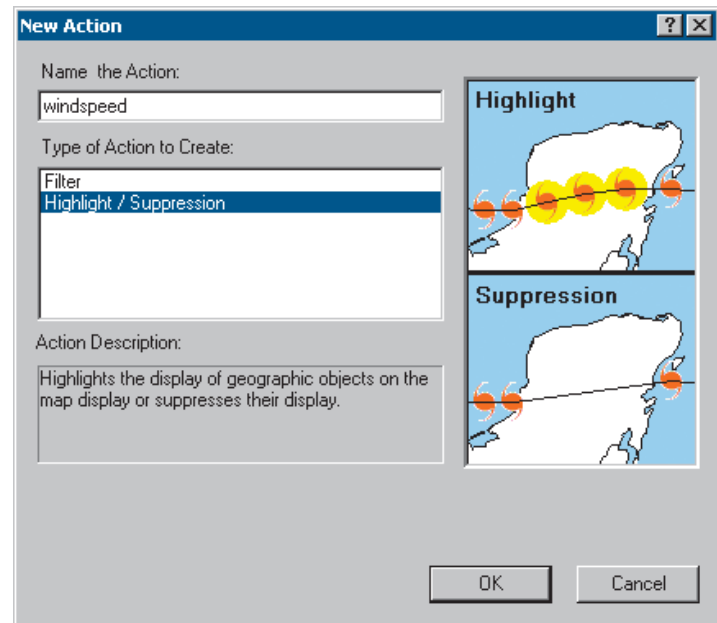 New Action
Name the Action:
windspeed
Type of Action to Create:
Filter
Highlight / Suppression
Action Description:
Highlights the display of geographic objects on the
map display or suppresses their display.
Highlight
Suppression
OK
Cancel